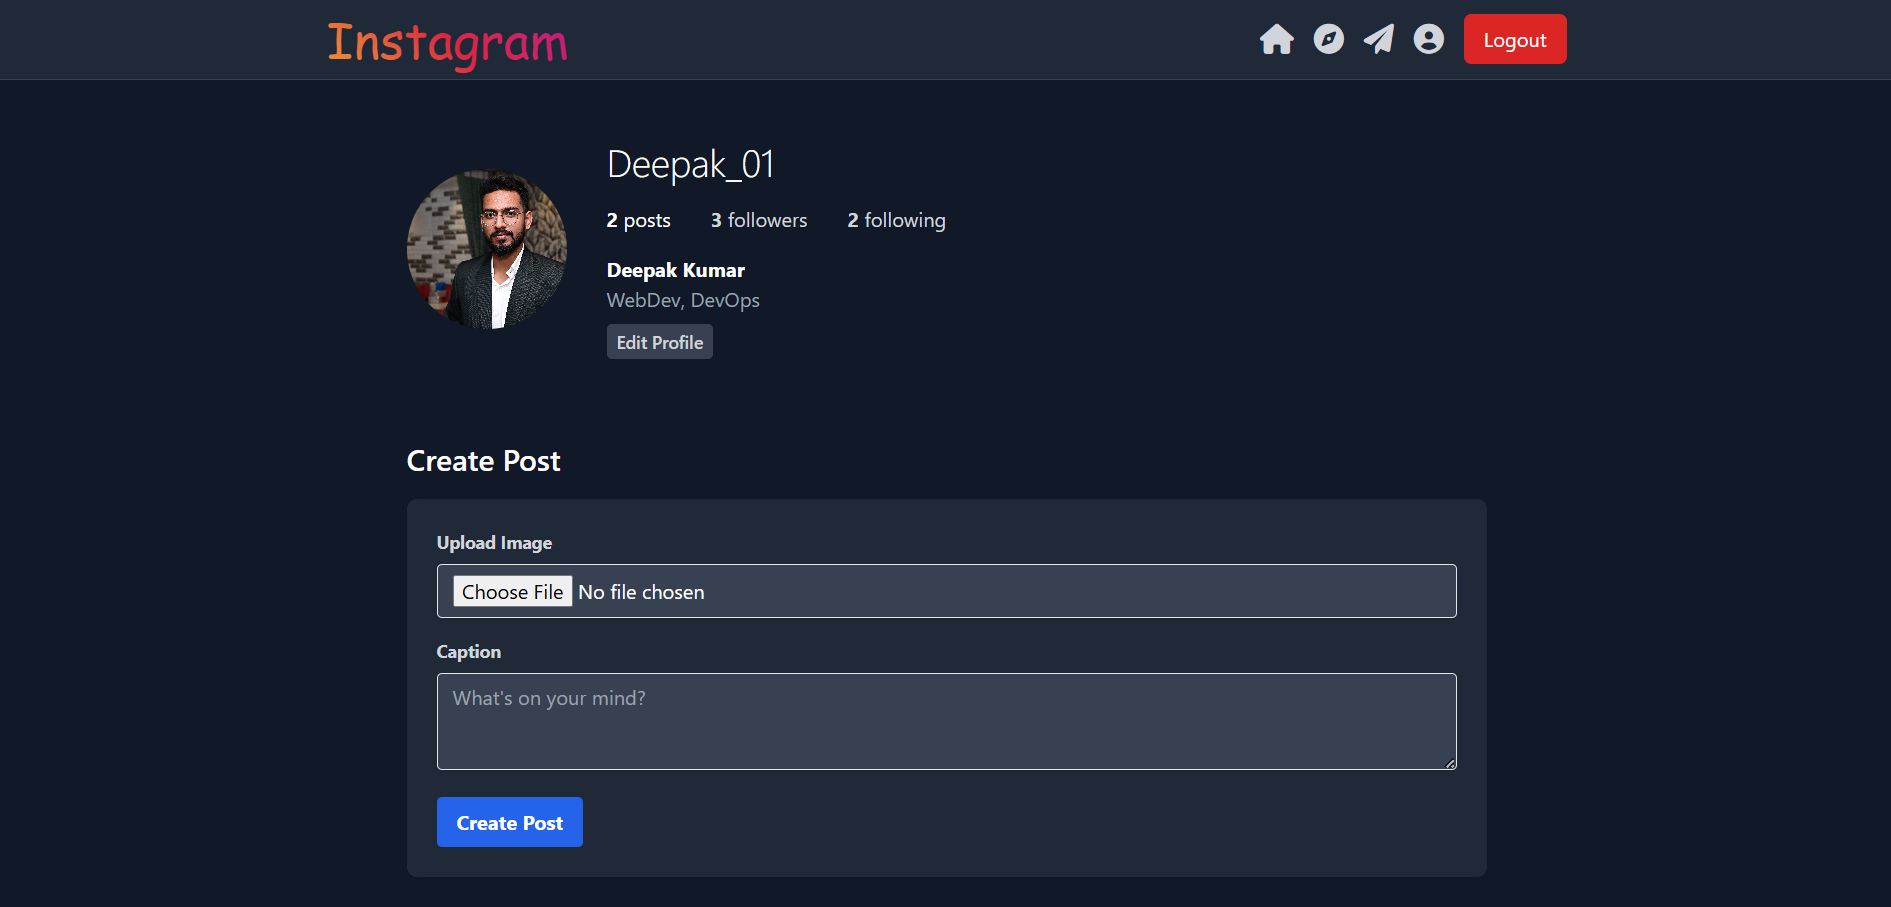 Instagram
Logout
Deepak_01
2 posts 3 followers 2 following
Deepak Kumar
WebDev, DevOps
Edit Profile
Create Post
Upload Image
Choose File No file chosen
Caption
What's on your mind?
Create Post